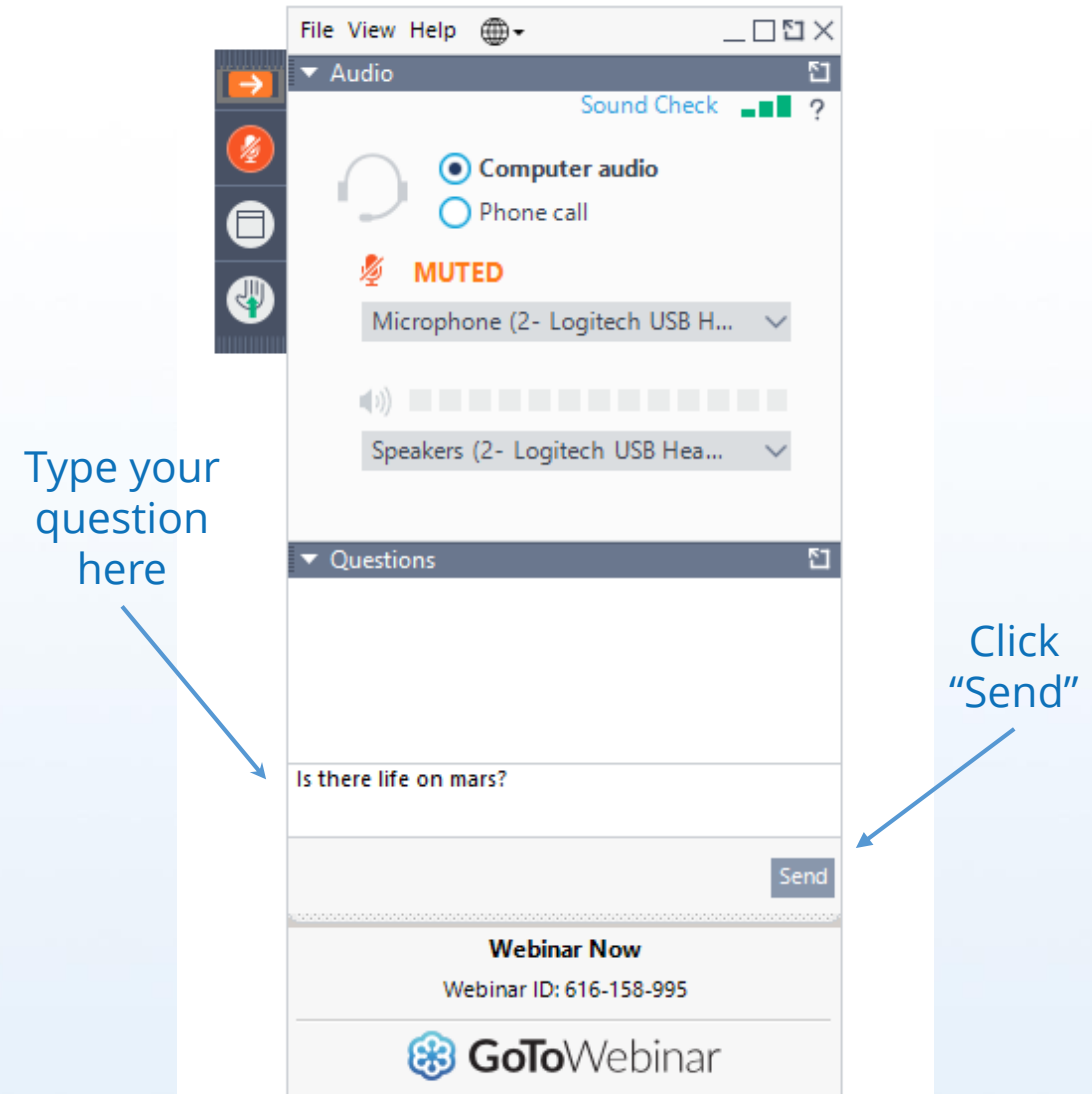 File View Help
Audio
Sound Check ?
Computer audio
Phone call
MUTED
Microphone (2- Logitech USB H...
Speakers (2- Logitech USB Hea...
Type your
question
here
Questions
Click
“Send”
Is there life on mars?
Send
Webinar Now
Webinar ID: 616-158-995
GoToWebinar